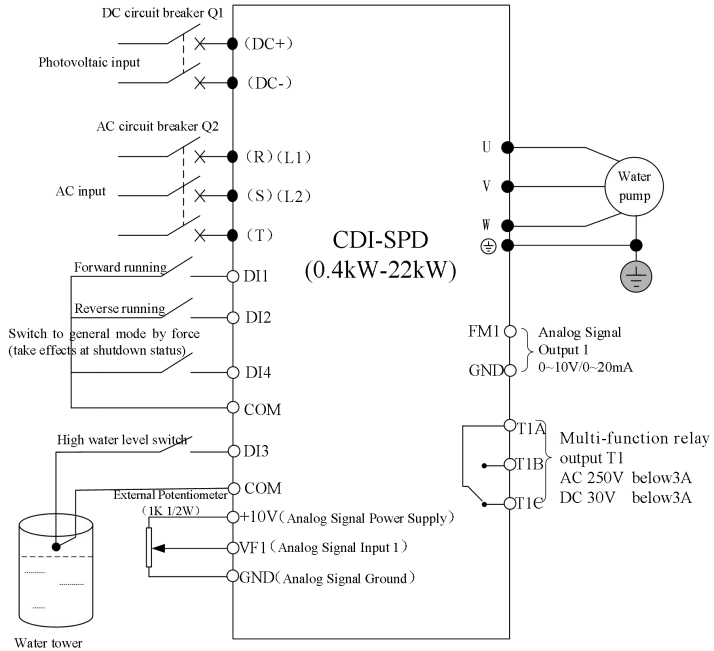 DC circuit breaker Q1
(DC+)
Photovoltaic input
(DC-)
AC circuit breaker Q2
(R)(L1)
AC input
(S)(L2)
(T)
U
V
W
Water
pump
CDI-SPD
(0.4kW-22kW)
Forward running
DI1
Reverse running
DI2
Switch to general mode by force
(take effects at shutdown status)
DI4
COM
High water level switch
DI3
COM
External Potentiometer
(1K 1/2W)
+10V(Analog Signal Power Supply)
VF1(Analog Signal Input 1)
GND(Analog Signal Ground)
Water tower
FM1
GND
Analog Signal
Output 1
0~10V/0~20mA
T1A
T1B
T1C
Multi-function relay
output T1
AC 250V below3A
DC 30V below3A